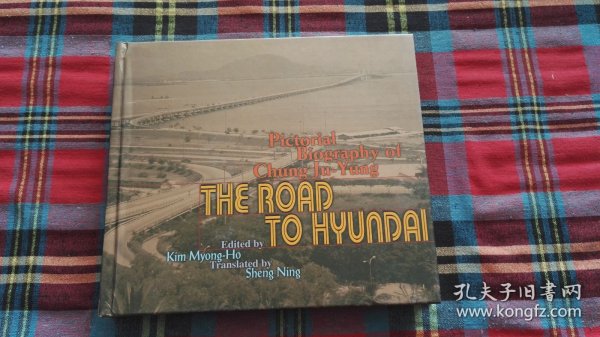 Pictorial
Biography of
Chung Ju-Yung
THE ROAD
TO HYUNDAI
Edited by
Kim Myong-Ho
Translated by
Sheng Ning
孔夫子旧书网
www.kongfz.com